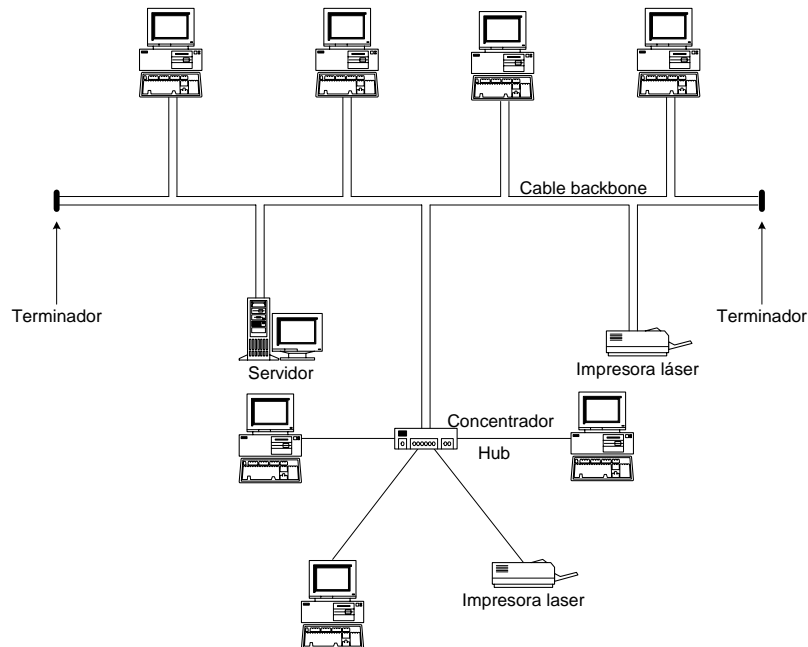 Cable backbone
Terminador
Terminador
Servidor
Impresora láser
Concentrador
Hub
Impresora laser